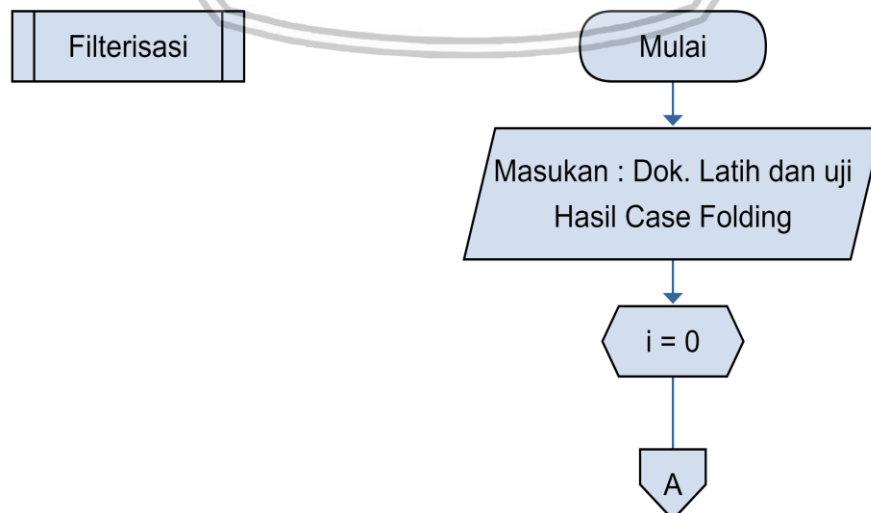 Filterisasi
Mulai
Masukan : Dok. Latih dan uji
Hasil Case Folding
i = 0
A